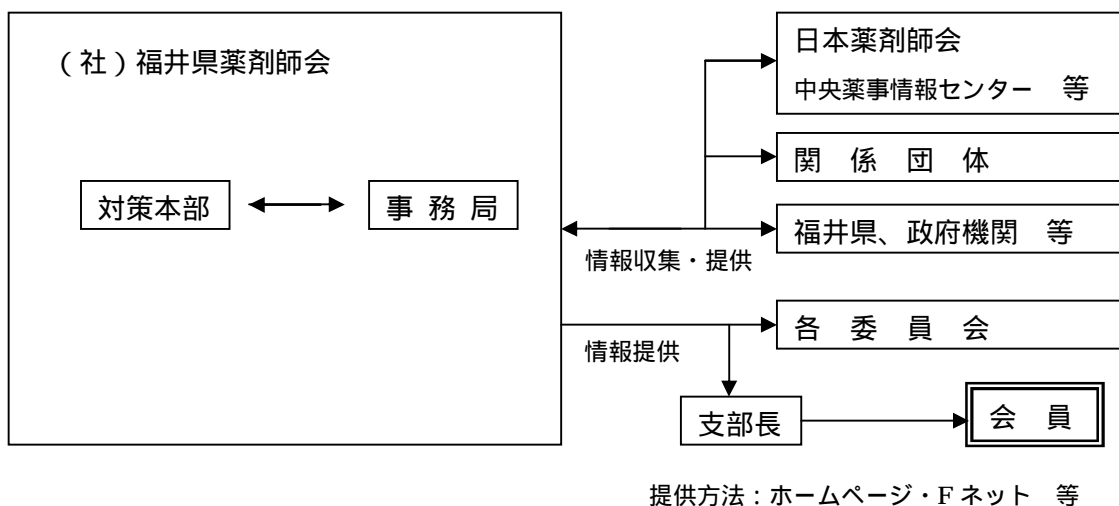 （社）福井県薬剤師会
対策本部
事 務 局
日本薬剤師会
中央薬事情報センター　等
関　係　団　体
福井県、政府機関　等
情報収集・提供
各　委　員　会
情報提供
支部長
会　員
提供方法：ホームページ・F ネット　等